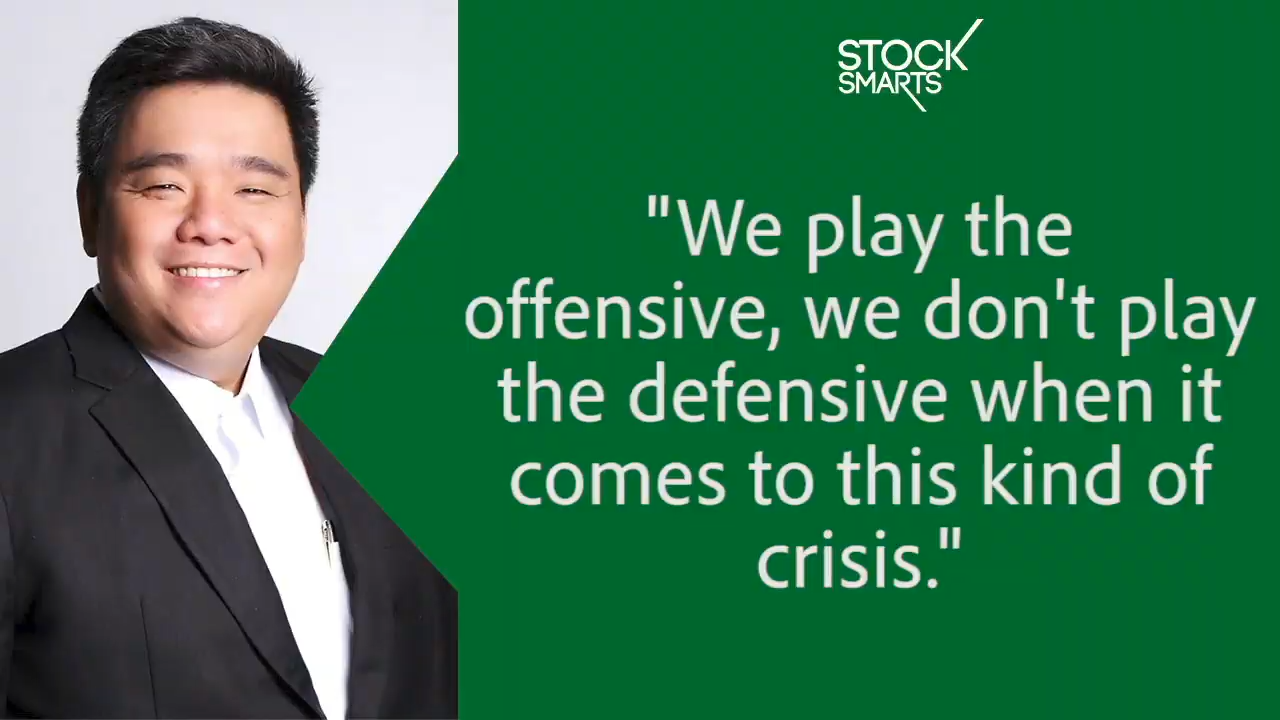 STOCK
SMARTS
"We play the
offensive, we don't play
the defensive when it
comes to this kind of
crisis."